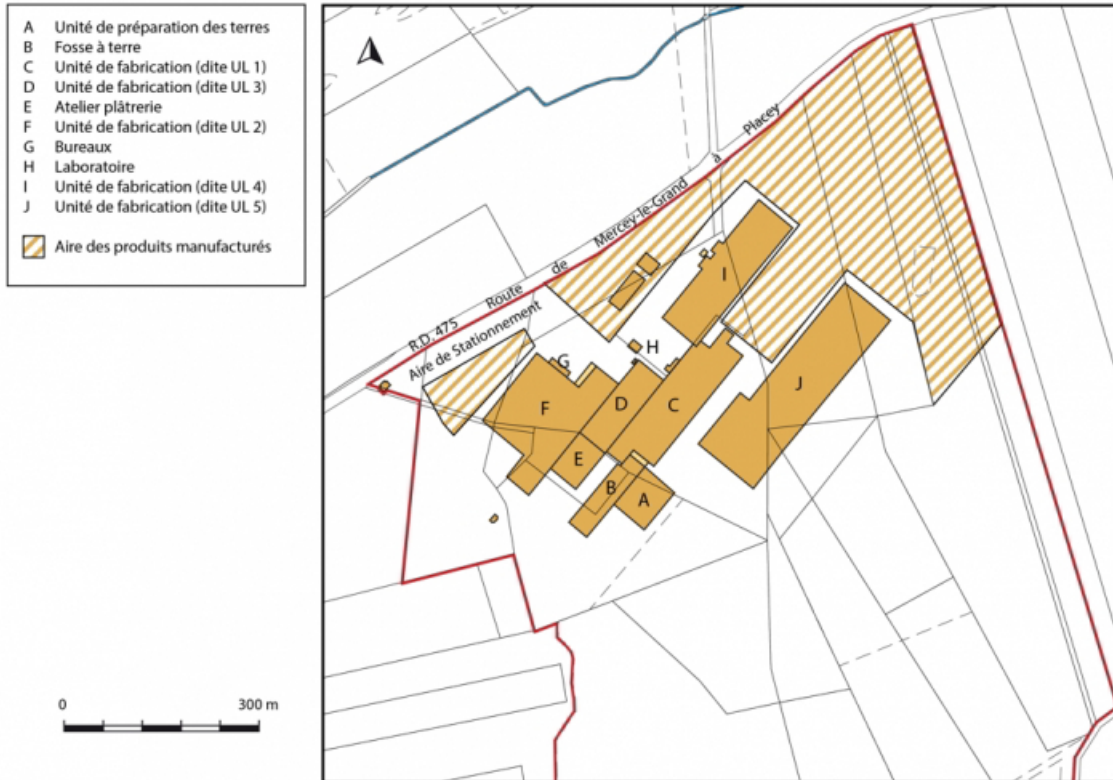 A Unité de préparation des terres
B Fosse à terre
C Unité de fabrication (dite UL 1)
D Unité de fabrication (dite UL 3)
E Atelier plâtrerie
F Unité de fabrication (dite UL 2)
G Bureaux
H Laboratoire
I Unité de fabrication (dite UL 4)
J Unité de fabrication (dite UL 5)
Aire des produits manufacturés
0 300 m
R.D. 475 Route de Mercey-le-Grand à Placey
Aire de Stationnement
I
H
G
J
F
D
C
E
B
A